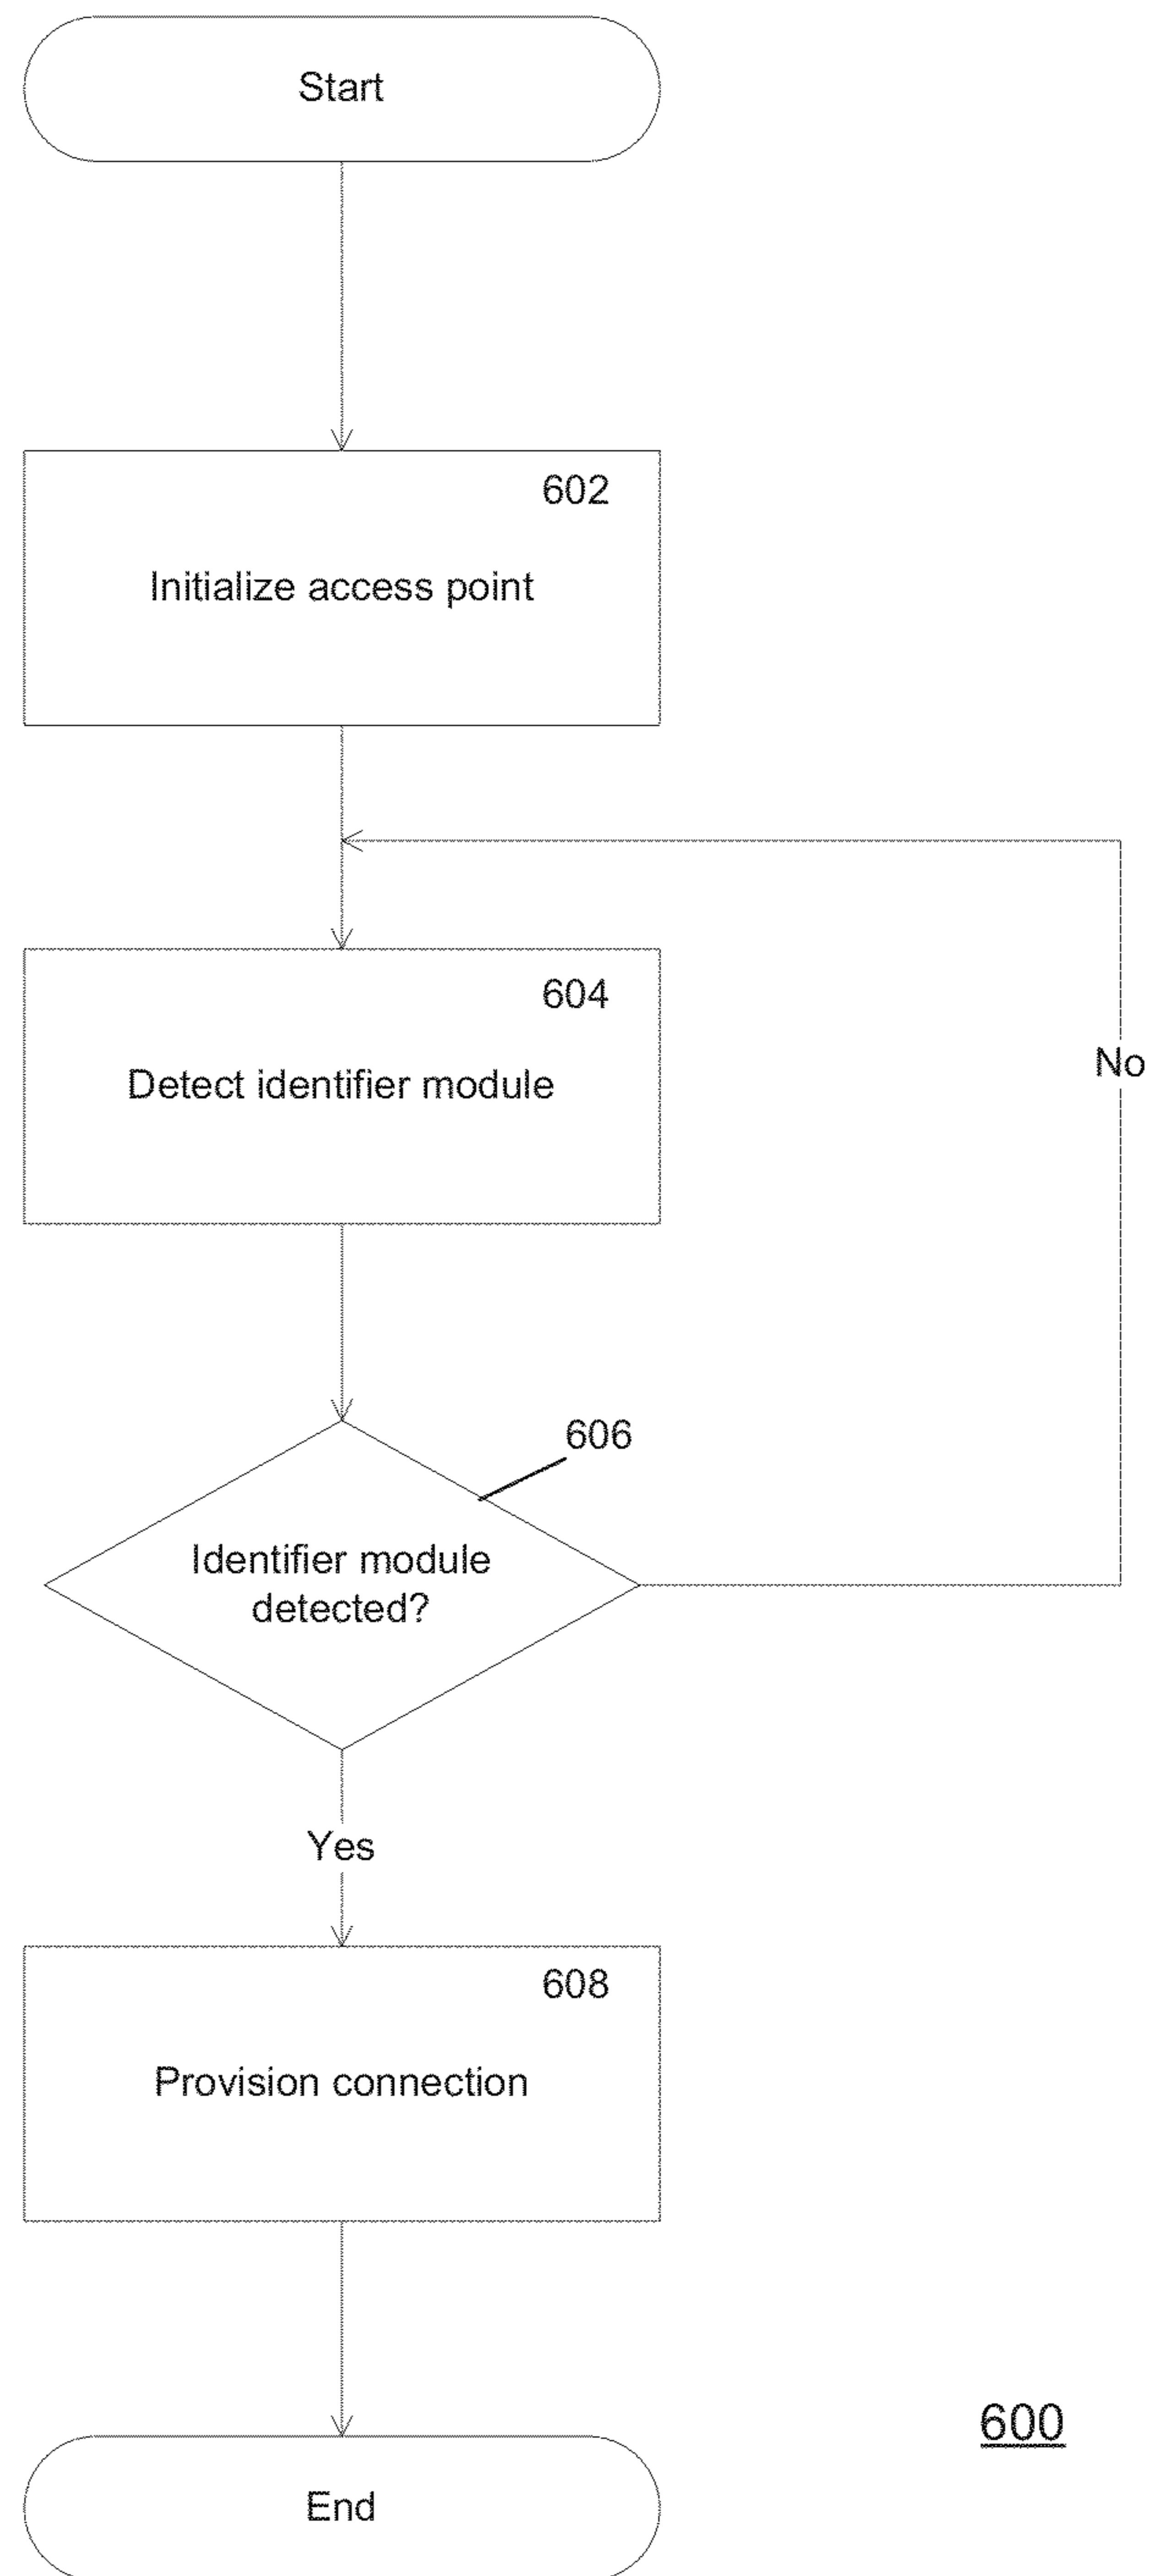 Start
602
Initialize access point
604
Detect identifier module
No
606
Identifier module
detected?
Yes
608
Provision connection
600
End